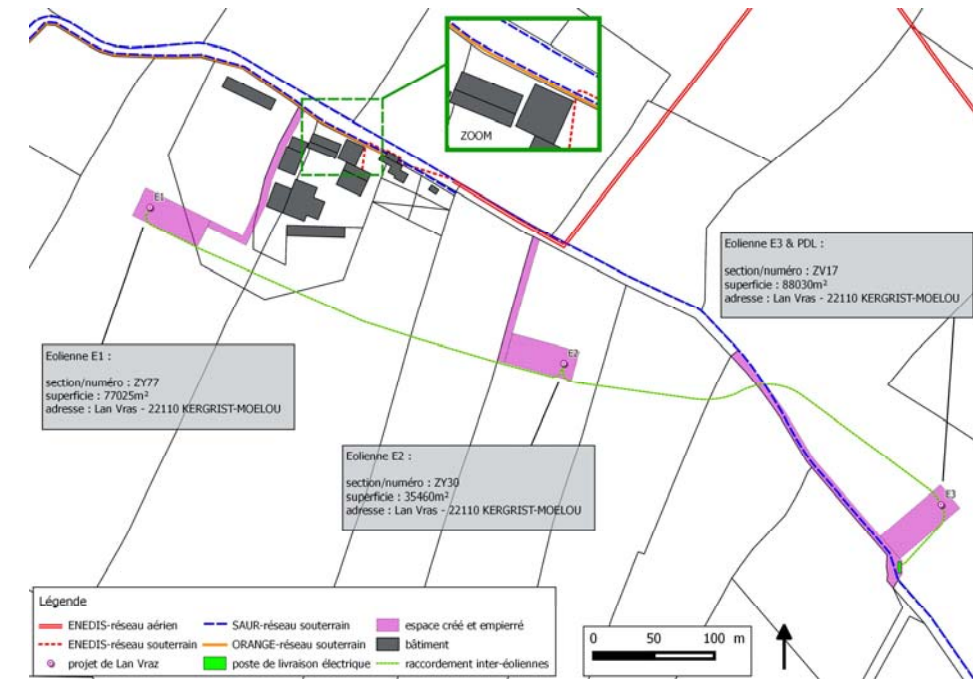 ZOOM
E1
Eolienne E3 & PDL :
section/numéro : ZV17
superficie : 88030m²
adresse : Lan Vras - 22110 KERGRIST-MOELOU
Eolienne E1 :
section/numéro : ZY77
superficie : 77025m²
adresse : Lan Vras - 22110 KERGRIST-MOELOU
E2
Eolienne E2 :
section/numéro : ZY30
superficie : 35460m²
adresse : Lan Vras - 22110 KERGRIST-MOELOU
E3
Légende
ENEDIS-réseau aérien
SAUR-réseau souterrain
espace créé et empierré
ENEDIS-réseau souterrain
ORANGE-réseau souterrain
bâtiment
projet de Lan Vraz
poste de livraison électrique
raccordement inter-éoliennes
0 50 100 m